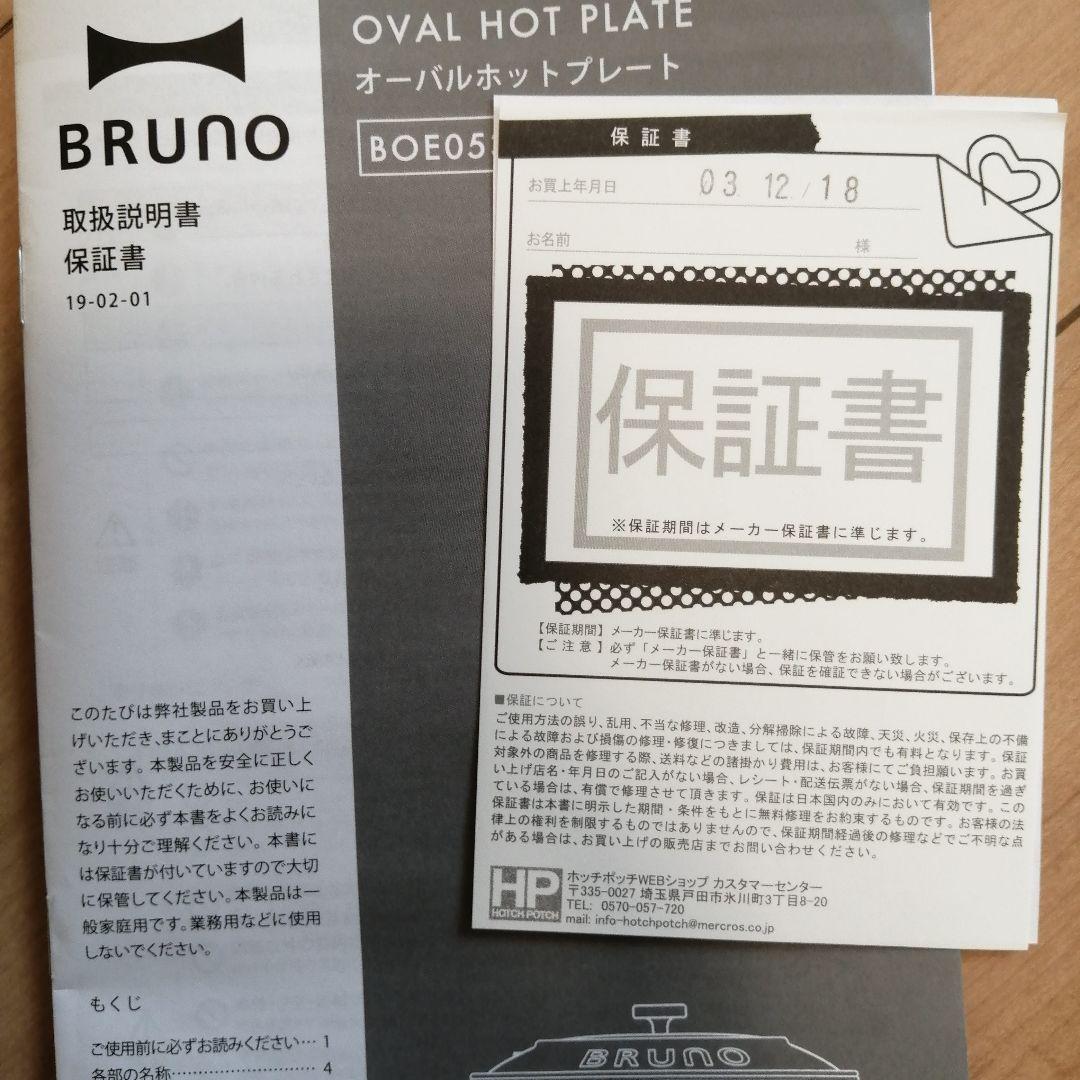 BRUNO
取扱説明書
保証書
19-02-01
このたびは弊社製品をお買い上
げいただき、まことにありがとうご
ざいます。本製品を安全に正しく
お使いいただくために、お使いに
なる前に必ず本書をよくお読みに
なり十分ご理解ください。本書に
は保証書が付いていますので大切
に保管してください。本製品は一
般家庭用です。業務用などに使用
しないでください。
もくじ
ご使用前に必ずお読みください… 1
各部の名称……………………… 4
OVAL HOT PLATE
オーバルホットプレート
BOE05
保証書
お買上年月日 03. 12. / 18
お名前 様
保証書
※保証期間はメーカー保証書に準じます。
【保証期間】メーカー保証書に準じます。
【ご注意】必ず「メーカー保証書」と一緒に保管をお願い致します。
メーカー保証書がない場合、保証を確証できない場合がございます。
■保証について
ご使用方法の誤り、乱用、不当な修理、改造、分解掃除による故障、天災、火災、保存上の不備
による故障および損傷の修理・修復につきましては、保証期間内でも有料となります。保証
対象外の商品を修理する際、送料などの諸掛かり費用は、お客様にてご負担願います。お買
い上げ店名・年月日のご記入がない場合、レシート・配送伝票がない場合、保証期間を過ぎ
ている場合は、有償で修理させて頂きます。保証は日本国内のみにおいて有効です。この
保証書は本書に明示した期間・条件をもとに無料修理をお約束するものです。お客様の法
律上の権利を制限するものではありませんので、保証期間経過後の修理などでご不明な点
がある場合は、お買い上げの販売店までお問い合わせください。
HP
HOTCH POTCH
ホッチポッチWEBショップ カスタマーセンター
〒335-0027 埼玉県戸田市氷川町3丁目8-20
TEL: 0570-057-720
mail: info-hotchpotch@mercros.co.jp
BRUNO